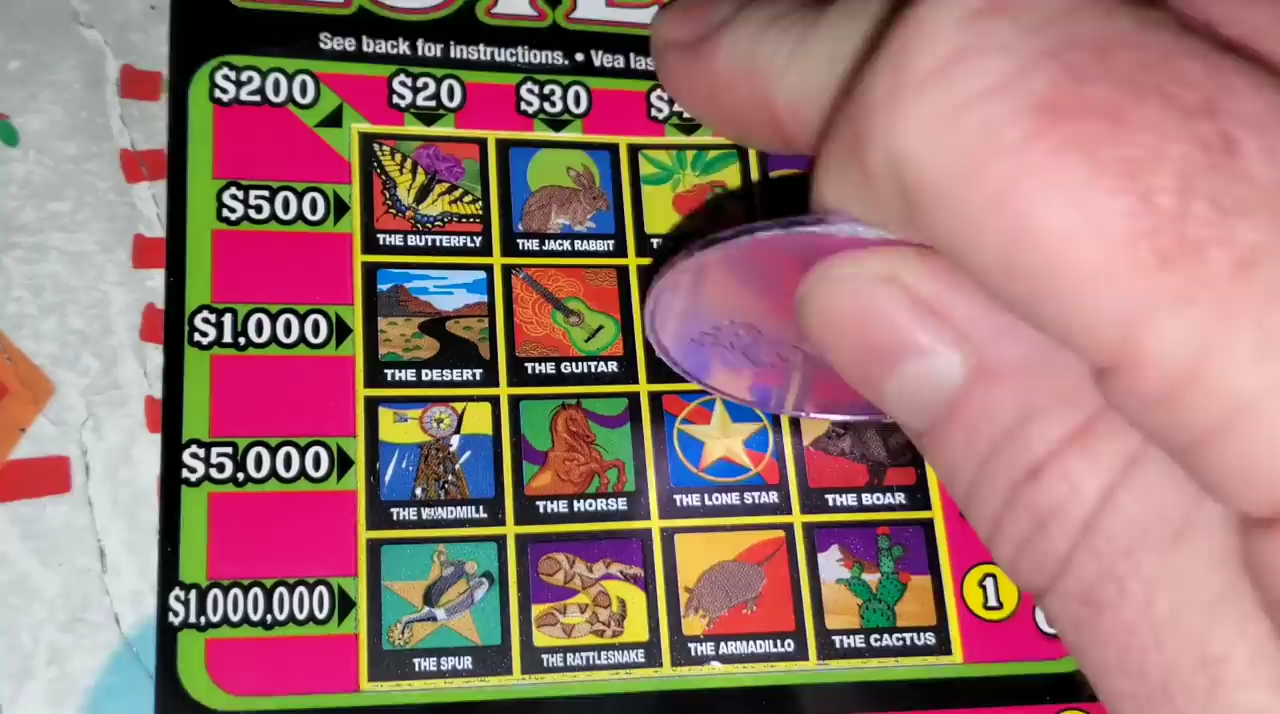 See back for instructions. • Vea las
$200 $20 $30
$500
THE BUTTERFLY THE JACK RABBIT
$1,000
THE DESERT THE GUITAR
$5,000
THE WINDMILL THE HORSE THE LONE STAR THE BOAR
$1,000,000
1
THE SPUR THE RATTLESNAKE THE ARMADILLO THE CACTUS